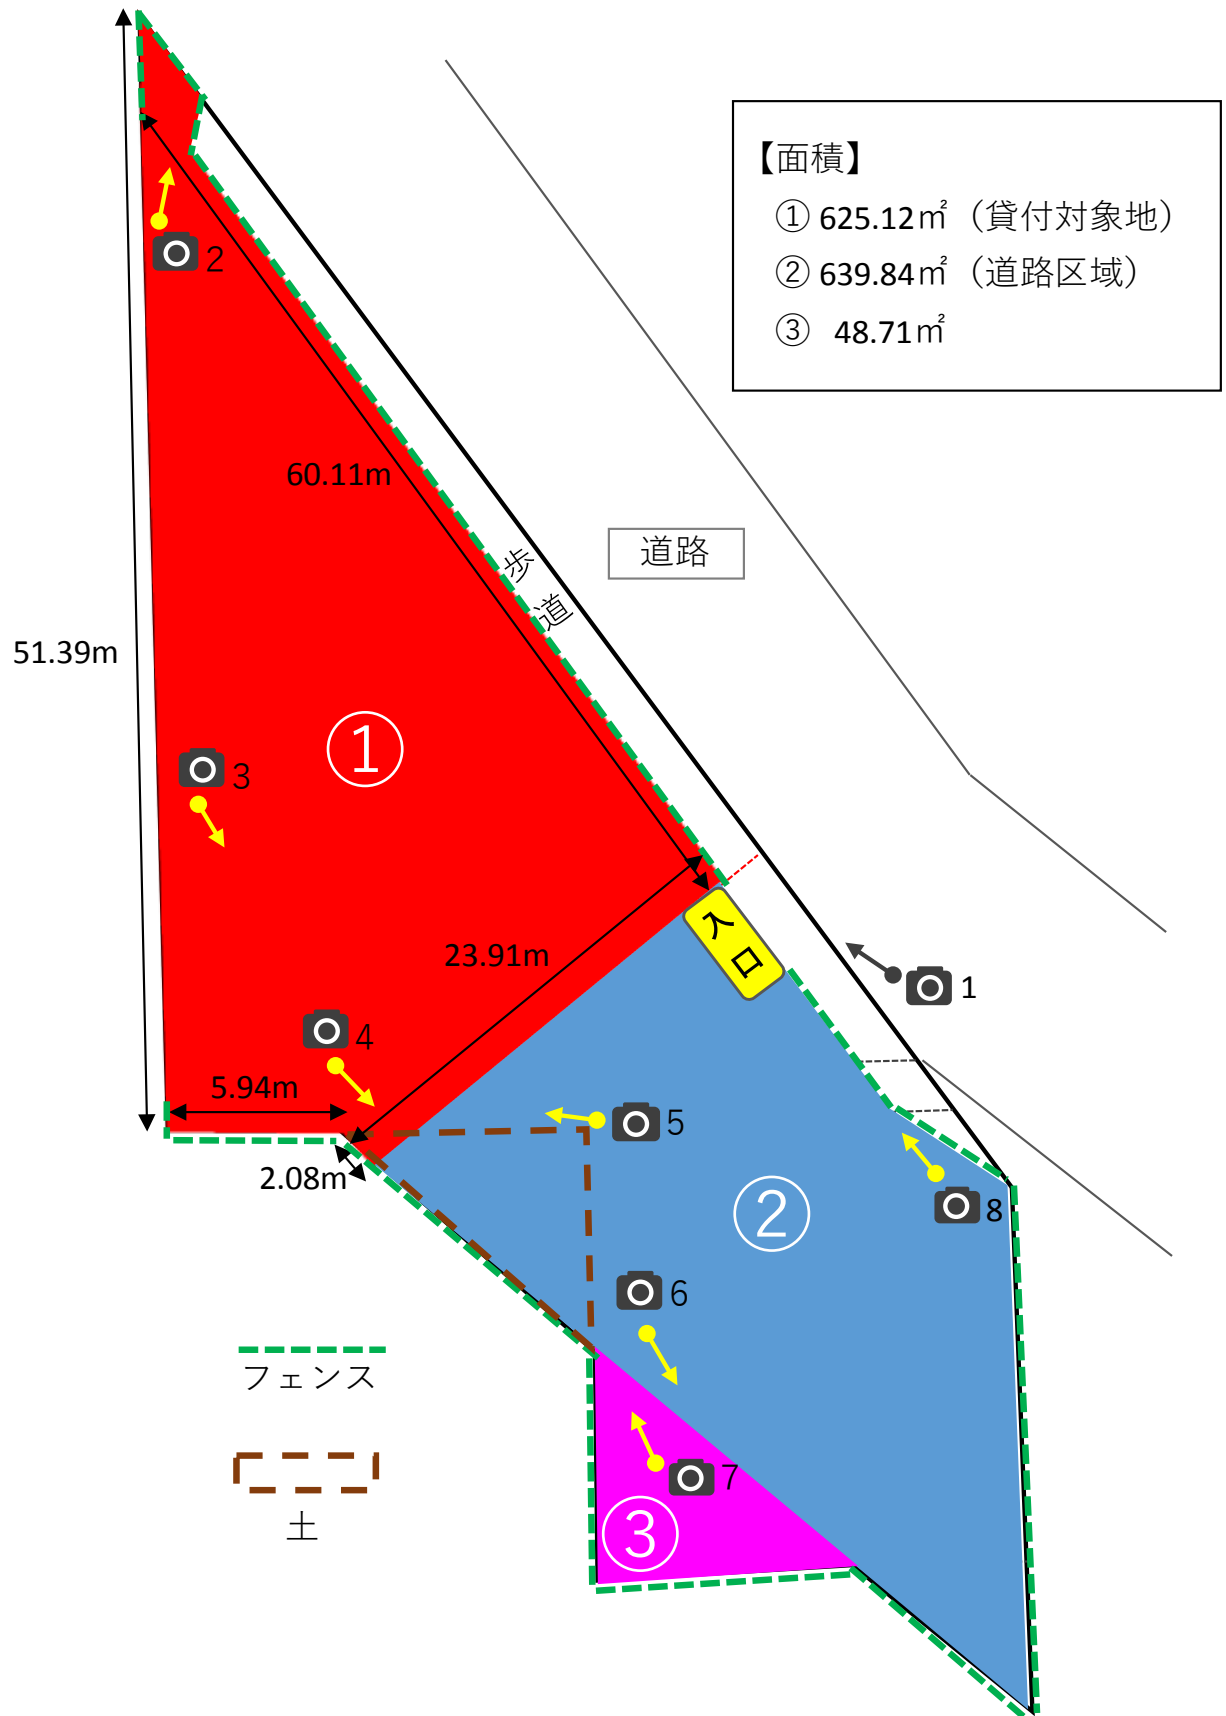 【面積】
① 625.12㎡（貸付対象地）
② 639.84㎡（道路区域）
③ 48.71㎡
2
60.11m
歩道
道路
51.39m
①
3
23.91m
入口
1
4
5.94m
5
2.08m
②
8
6
フェンス
7
③
土